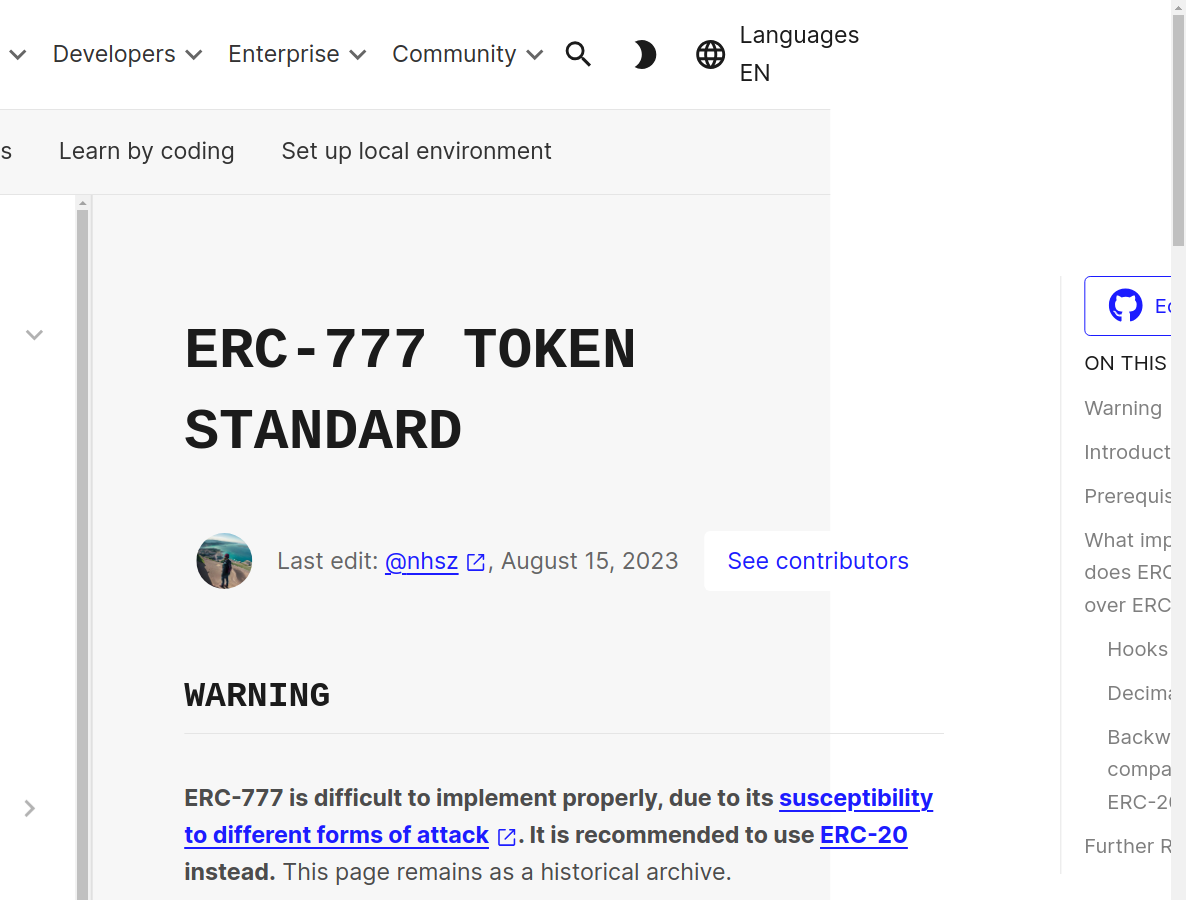 Developers Enterprise Community Languages EN
s Learn by coding Set up local environment
ERC-777 TOKEN
STANDARD
Last edit: @nhsz, August 15, 2023 See contributors
WARNING
ERC-777 is difficult to implement properly, due to its susceptibility
to different forms of attack. It is recommended to use ERC-20
instead. This page remains as a historical archive.
ON THIS
Warning
Introduct
Prerequis
What imp
does ERC
over ERC
Hooks
Decima
Backw
compa
ERC-20
Further R